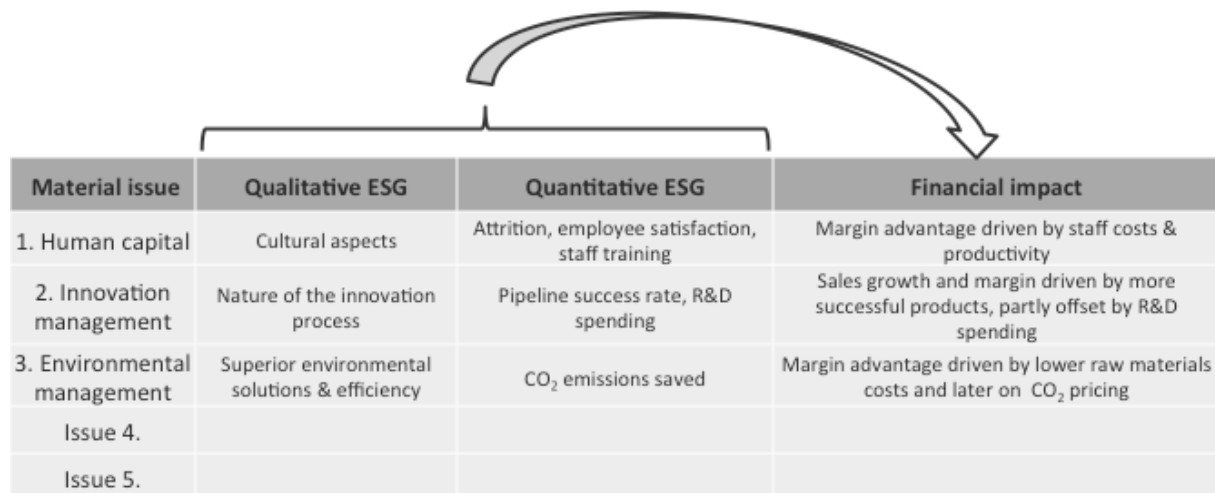 Material issue
Qualitative ESG
Quantitative ESG
Financial impact
1. Human capital
Cultural aspects
Attrition, employee satisfaction,
staff training
Margin advantage driven by staff costs &
productivity
2. Innovation
management
Nature of the innovation
process
Pipeline success rate, R&D
spending
Sales growth and margin driven by more
successful products, partly offset by R&D
spending
3. Environmental
management
Superior environmental
solutions & efficiency
CO₂ emissions saved
Margin advantage driven by lower raw materials
costs and later on CO₂ pricing
Issue 4.
Issue 5.